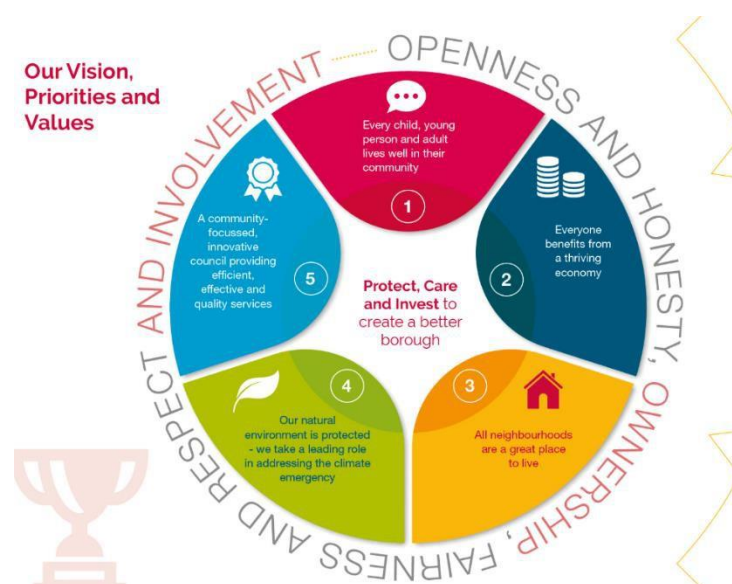 Our Vision,
Priorities and
Values
OPENNESS AND HONESTY, OWNERSHIP, FAIRNESS AND RESPECT AND INVOLVEMENT
Every child, young
person and adult
lives well in their
community
1
Everyone
benefits from
a thriving
economy
2
All neighbourhoods
are a great place
to live
3
Our natural
environment is protected
- we take a leading role
in addressing the climate
emergency
4
A community-
focussed,
innovative
council providing
efficient,
effective and
quality services
5
Protect, Care
and Invest to
create a better
borough